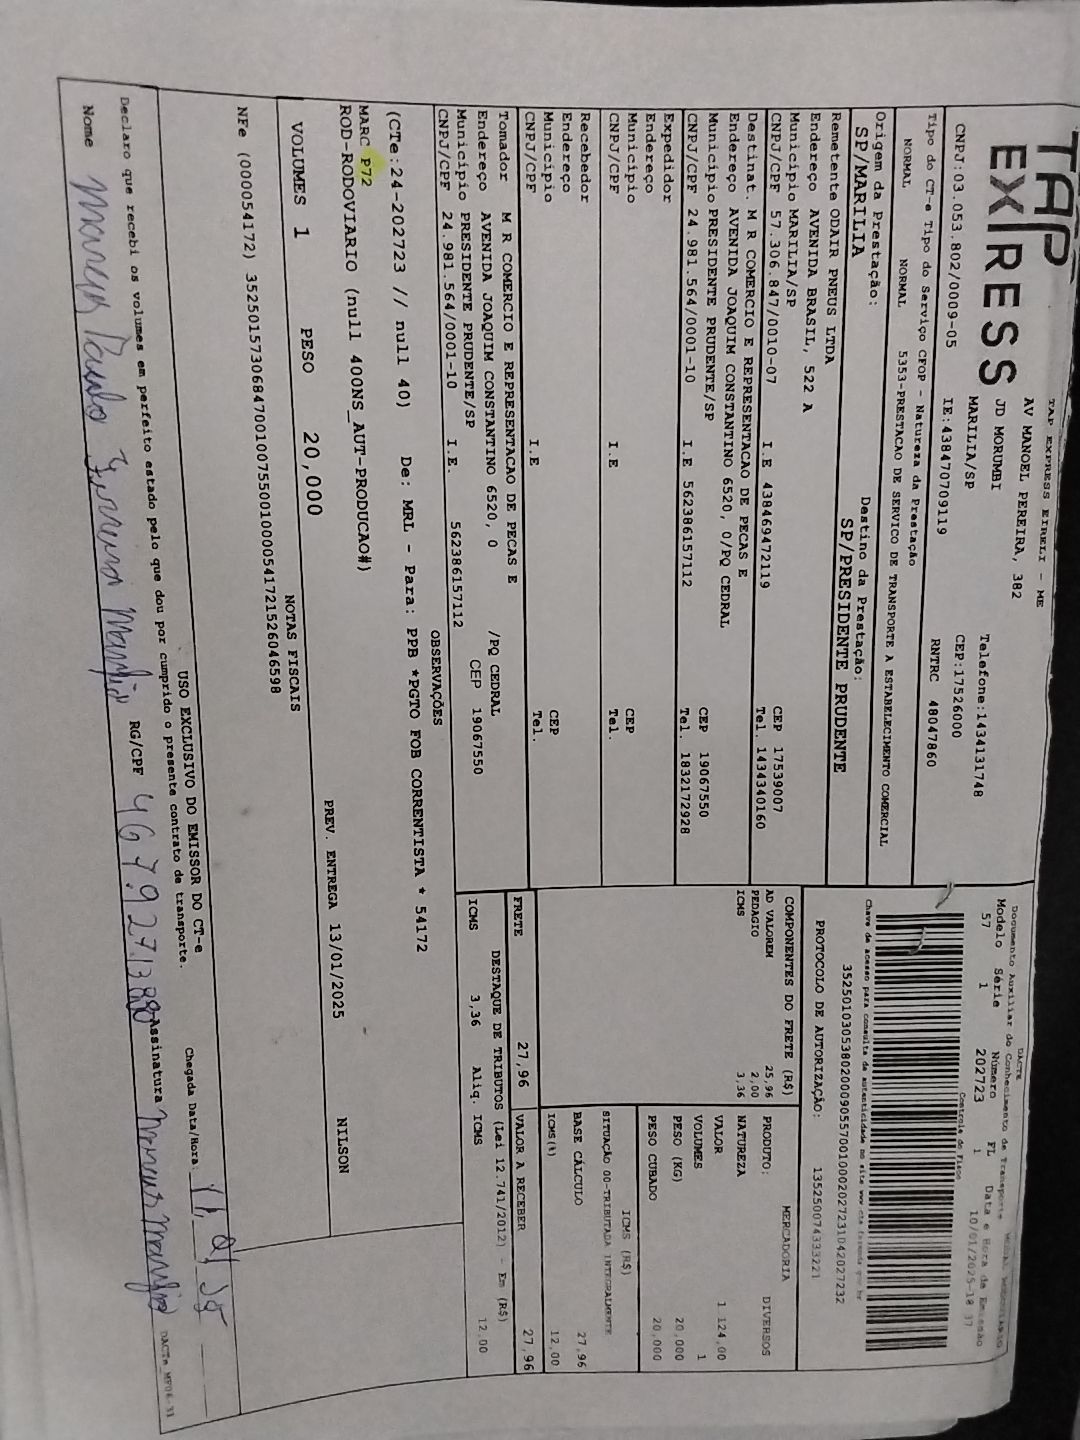 TAP EXPRESS
TAP EXPRESS EIRELI - ME
AV MANOEL PEREIRA, 382
JD MORUMBI
MARILIA/SP
Telefone:1434131748
CEP:17526000
CNPJ:03.053.802/0009-05 IE:438470709119 RNTRC 48047860
Tipo do CT-e Tipo do Serviço CFOP - Natureza da Prestação
NORMAL NORMAL 5353-PRESTACAO DE SERVICO DE TRANSPORTE A ESTABELECIMENTO COMERCIAL
Origem da Prestação: Destino da Prestação:
SP/MARILIA SP/PRESIDENTE PRUDENTE
Remetente ODAIR PNEUS LTDA
Endereço AVENIDA BRASIL, 522 A
Municipio MARILIA/SP CEP 17539007
CNPJ/CPF 57.306.847/0010-07 I.E 438469472119 Tel. 1434340160
Destinat. M R COMERCIO E REPRESENTACAO DE PECAS E
Endereço AVENIDA JOAQUIM CONSTANTINO 6520, 0/PQ CEDRAL
Municipio PRESIDENTE PRUDENTE/SP CEP 19067550
CNPJ/CPF 24.981.564/0001-10 I.E 562386157112 Tel. 1832172928
Expedidor
Endereço
Municipio CEP
CNPJ/CPF I.E Tel.
Recebedor
Endereço
Municipio CEP
CNPJ/CPF I.E Tel.
Tomador M R COMERCIO E REPRESENTACAO DE PECAS E
Endereço AVENIDA JOAQUIM CONSTANTINO 6520, 0 /PQ CEDRAL
Municipio PRESIDENTE PRUDENTE/SP CEP 19067550
CNPJ/CPF 24.981.564/0001-10 I.E. 562386157112
DACTE
Documento Auxiliar do Conhecimento de Transporte
Modelo Série Número FL Data e Hora da Emissão
57 1 202723 1 10/01/2025-18 37
Controle do Fisco
Chave de acesso para consulta de autenticidade no site www
35250103053802000905570010002027231042027232
PROTOCOLO DE AUTORIZAÇÃO: 135250074333221
COMPONENTES DO FRETE (R$)
AD VALOREM 25,96
PEDAGIO 2,00
ICMS 3,36
MERCADORIA
PRODUTO: DIVERSOS
NATUREZA
VALOR 1 124,00
VOLUMES 1
PESO (KG) 20,000
PESO CUBADO 20,000
ICMS (R$)
SITUAÇÃO 00-TRIBUTADA INTEGRALMENTE
BASE CÁLCULO 27,96
ICMS(%) 12,00
FRETE 27,96 VALOR A RECEBER 27,96
DESTAQUE DE TRIBUTOS (Lei 12.741/2012) - Em (R$)
ICMS 3,36 Aliq. ICMS 12,00
OBSERVAÇÕES
(CTe:24-202723 // null 40) De: MRL - Para: PPB *PGTO FOB CORRENTISTA * 54172
MARC P72
ROD-RODOVIARIO (null 400NS_AUT-PRODUCAO#)
VOLUMES 1 PESO 20,000 PREV. ENTREGA 13/01/2025 NILSON
NOTAS FISCAIS
NFe (000054172) 35250157306847001007550010000541721526046598
USO EXCLUSIVO DO EMISSOR DO CT-e
Declaro que recebi os volumes em perfeito estado pelo que dou por cumprido o presente contrato de transporte. Chegada Data/Hora:
Nome Marcus Paulo RG/CPF Assinatura